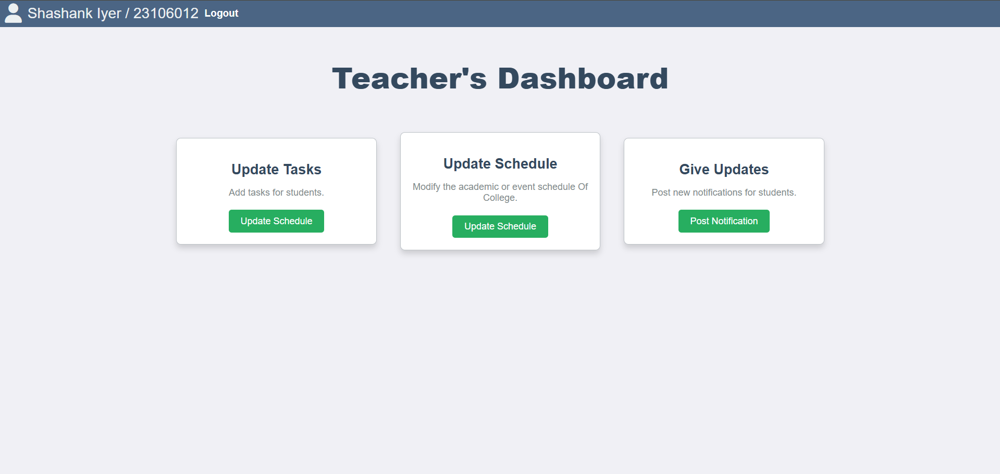 Shashank Iyer / 23106012 Logout
Teacher's Dashboard
Update Tasks
Add tasks for students.
Update Schedule
Update Schedule
Modify the academic or event schedule Of
College.
Update Schedule
Give Updates
Post new notifications for students.
Post Notification